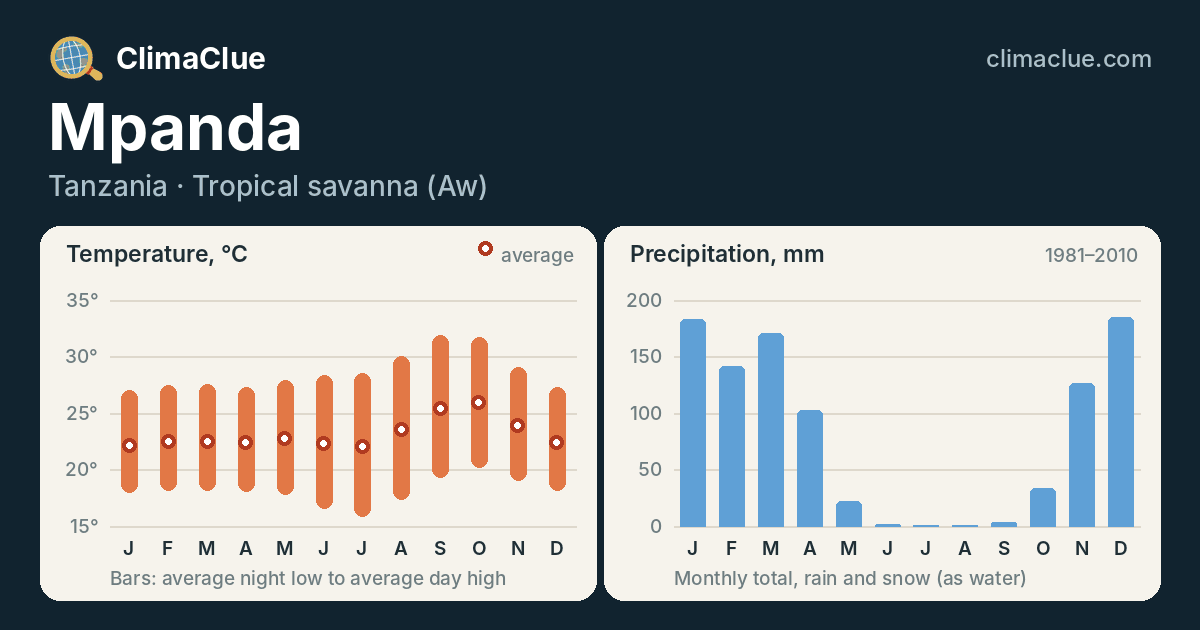 ClimaClue
climaclue.com
Mpanda
Tanzania · Tropical savanna (Aw)
Temperature, °C
average
35°
30°
25°
20°
15°
J F M A M J J A S O N D
Bars: average night low to average day high
Precipitation, mm
1981–2010
200
150
100
50
0
J F M A M J J A S O N D
Monthly total, rain and snow (as water)